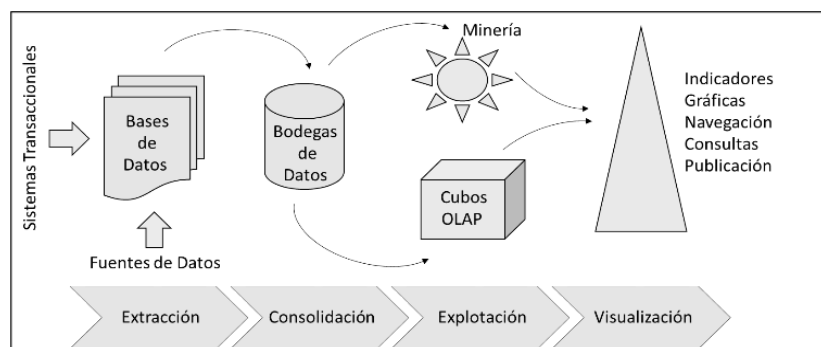 Sistemas Transaccionales
Bases
de
Datos
Fuentes de Datos
Bodegas
de
Datos
Minería
Cubos
OLAP
Indicadores
Gráficas
Navegación
Consultas
Publicación
Extracción
Consolidación
Explotación
Visualización